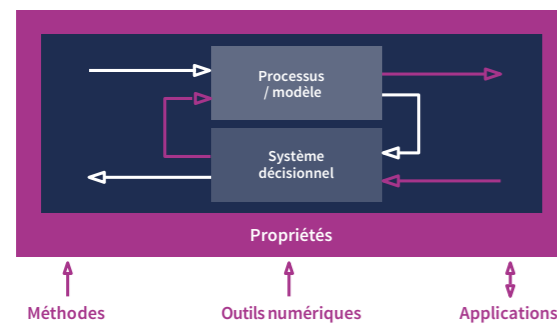 Processus
/ modèle
Système
décisionnel
Propriétés
Méthodes
Outils numériques
Applications